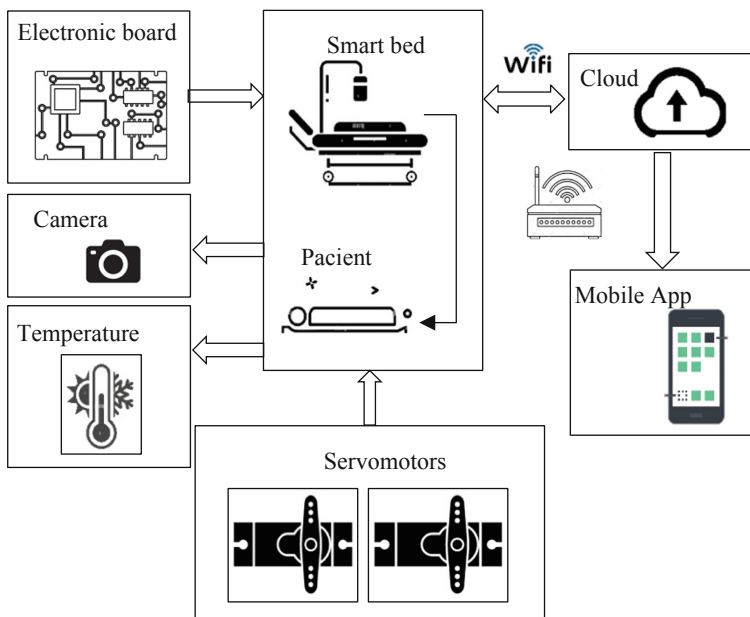 Electronic board
Smart bed
Wifi
Cloud
Camera
Pacient
Mobile App
Temperature
Servomotors